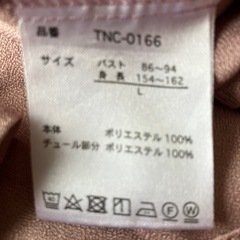 品番 TNC-0166
サイズ バスト 86~94
身長 154~162
L
本体 ポリエステル 100%
チュール部分 ポリエステル 100%